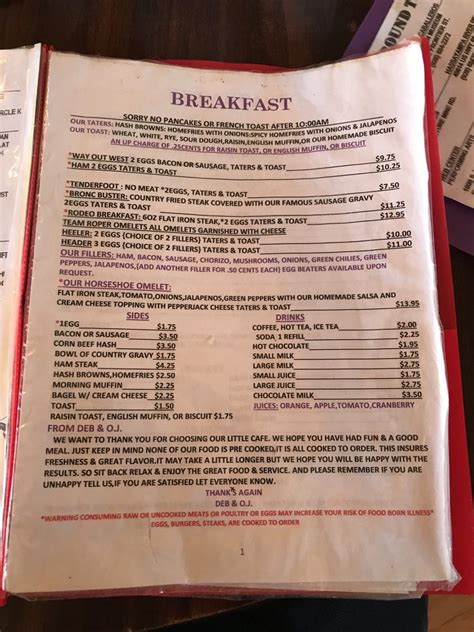 BREAKFAST
SORRY NO PANCAKES OR FRENCH TOAST AFTER 10:00AM
OUR TATERS: HASH BROWNS: HOMEFRIES WITH ONIONS:SPICY HOMEFRIES WITH ONIONS & JALAPENOS
OUR TOAST: WHEAT, WHITE, RYE, SOUR DOUGH,RAISIN,ENGLISH MUFFIN,OR OUR HOMEMADE BISCUIT
AN UP CHARGE OF .25CENTS FOR RAISIN TOAST, OR ENGLISH MUFFIN, OR BISCUIT
*WAY OUT WEST 2 EGGS BACON OR SAUSAGE, TATERS & TOAST $9.75
*HAM 2 EGGS TATERS & TOAST $10.25
*TENDERFOOT : NO MEAT *2EGGS, TATERS & TOAST $7.50
*BRONC BUSTER: COUNTRY FRIED STEAK COVERED WITH OUR FAMOUS SAUSAGE GRAVY
2EGGS TATERS & TOAST $11.25
*RODEO BREAKFAST: 6OZ FLAT IRON STEAK,*2 EGGS TATERS & TOAST $12.95
TEAM ROPER OMELETS ALL OMELETS GARNISHED WITH CHEESE
HEELER: 2 EGGS (CHOICE OF 2 FILLERS) TATERS & TOAST $10.00
HEADER 3 EGGS (CHOICE OF 2 FILLERS) TATERS & TOAST $11.00
OUR FILLERS: HAM, BACON, SAUSAGE, CHORIZO, MUSHROOMS, ONIONS, GREEN CHILIES, GREEN
PEPPERS, JALAPENOS,(ADD ANOTHER FILLER FOR .50 CENTS EACH) EGG BEATERS AVAILABLE UPON
REQUEST.
*OUR HORSESHOE OMELET:
FLAT IRON STEAK,TOMATO,ONIONS,JALAPENOS,GREEN PEPPERS WITH OUR HOMEMADE SALSA AND
CREAM CHEESE TOPPING WITH PEPPERJACK CHEESE TATERS & TOAST $13.95
SIDES
*1EGG $1.75
BACON OR SAUSAGE $3.50
CORN BEEF HASH $3.50
BOWL OF COUNTRY GRAVY $1.75
HAM STEAK $4.25
HASH BROWNS,HOMEFRIES $2.50
MORNING MUFFIN $2.25
BAGEL W/ CREAM CHEESE $2.25
TOAST $1.50
RAISIN TOAST, ENGLISH MUFFIN, OR BISCUIT $1.75
DRINKS
COFFEE, HOT TEA, ICE TEA $2.00
SODA 1 REFILL $2.25
HOT CHOCOLATE $1.95
SMALL MILK $1.75
LARGE MILK $2.75
SMALL JUICE $1.75
LARGE JUICE $2.75
CHOCOLATE MILK $3.25
JUICES: ORANGE, APPLE,TOMATO,CRANBERRY
FROM DEB & O.J.
WE WANT TO THANK YOU FOR CHOOSING OUR LITTLE CAFE. WE HOPE YOU HAVE HAD FUN & A GOOD
MEAL. JUST KEEP IN MIND NONE OF OUR FOOD IS PRE COOKED,IT IS ALL COOKED TO ORDER. THIS INSURES
FRESHNESS & GREAT FLAVOR.IT MAY TAKE A LITTLE LONGER BUT WE HOPE YOU WILL BE HAPPY WITH THE
RESULTS. SO SIT BACK RELAX & ENJOY THE GREAT FOOD & SERVICE. AND PLEASE REMEMBER IF YOU ARE
UNHAPPY TELL US,IF YOU ARE SATISFIED LET EVERYONE KNOW.
THANKS AGAIN
DEB & O.J.
*WARNING CONSUMING RAW OR UNCOOKED MEATS OR POULTRY OR EGGS MAY INCREASE YOUR RISK OF FOOD BORN ILLNESS*
EGGS, BURGERS, STEAKS, ARE COOKED TO ORDER
1